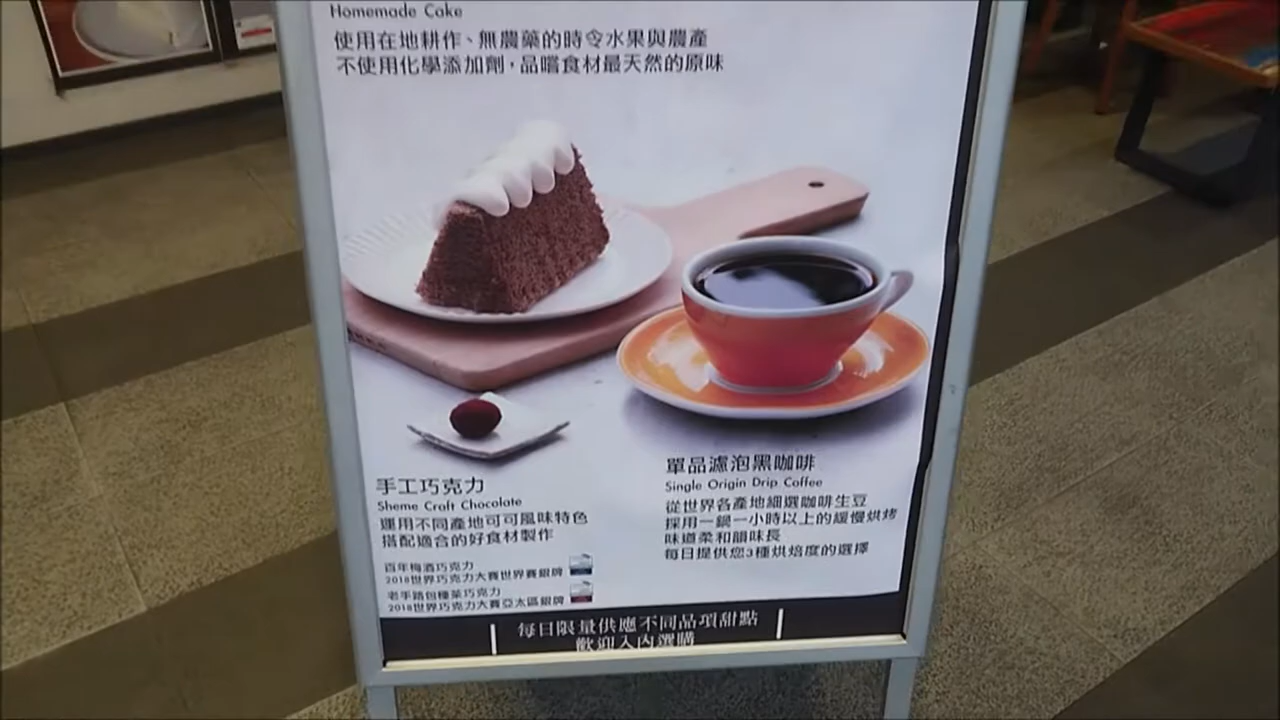 Homemade Cake
使用在地耕作、無農藥的時令水果與農產
不使用化學添加劑，品嚐食材最天然的原味
手工巧克力
Sheme Craft Chocolate
運用不同產地可可風味特色
搭配適合的好食材製作
百年梅酒巧克力
2018世界巧克力大賽世界賽銀牌
老手路包種茶巧克力
2018世界巧克力大賽亞太區銀牌
單品濾泡黑咖啡
Single Origin Drip Coffee
從世界各產地細選咖啡生豆
採用一鍋一小時以上的緩慢烘烤
味道柔和韻味長
每日提供您3種烘焙度的選擇
每日限量供應不同品項甜點
歡迎入內選購